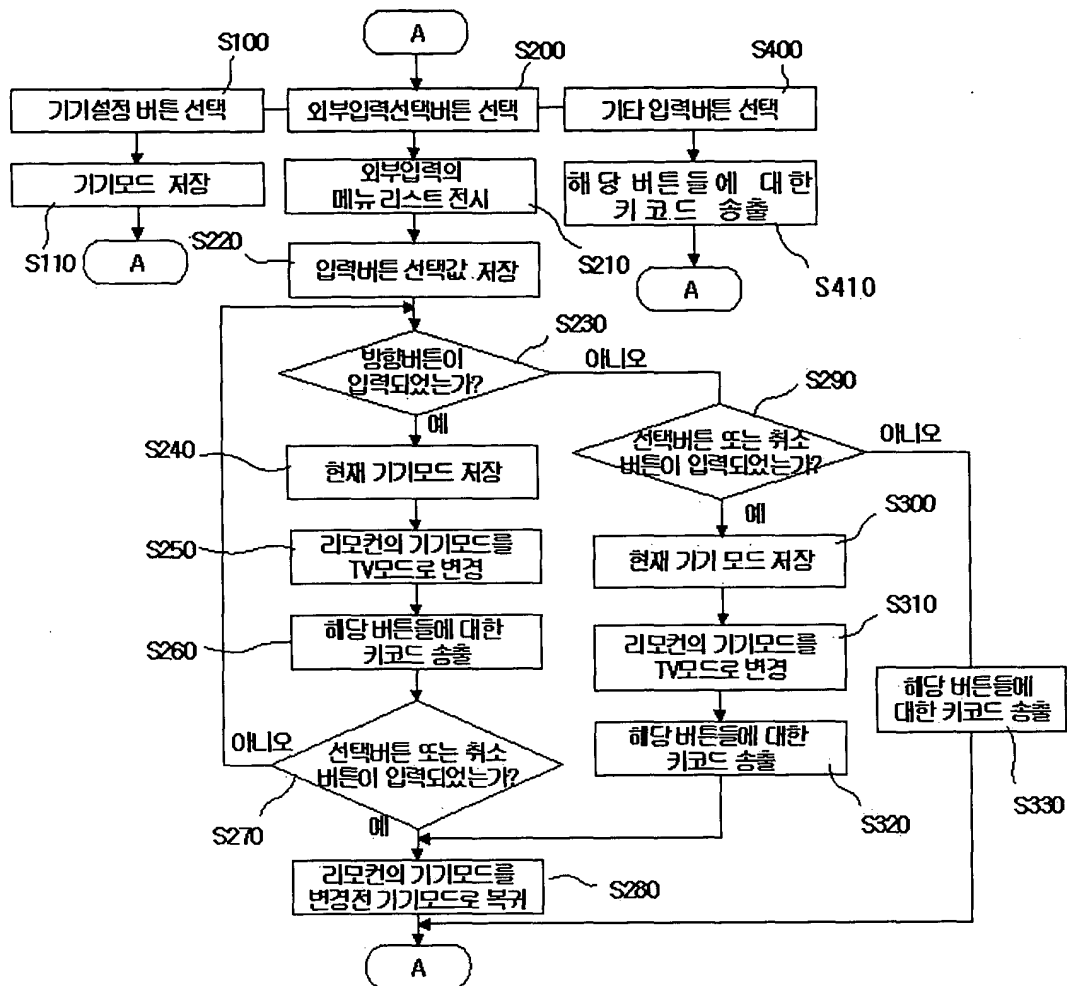 A
S100
S200
S400
기기설정 버튼 선택
외부입력선택버튼 선택
기타 입력버튼 선택
기기모드 저장
외부입력의
메뉴 리스트 전시
해당 버튼들에 대한
키코드 송출
S110
A
S220
S210
입력버튼 선택값 저장
A
S410
S230
방향버튼이
입력되었는가?
아니오
예
S290
선택버튼 또는 취소
버튼이 입력되었는가?
아니오
예
S240
현재 기기모드 저장
S300
현재 기기 모드 저장
S250
리모컨의 기기모드를
TV모드로 변경
S310
리모컨의 기기모드를
TV모드로 변경
S260
해당 버튼들에 대한
키코드 송출
해당 버튼들에
대한 키코드 송출
S330
해당 버튼들에 대한
키코드 송출
S320
아니오
선택버튼 또는 취소
버튼이 입력되었는가?
S270
예
리모컨의 기기모드를
변경전 기기모드로 복귀
S280
A